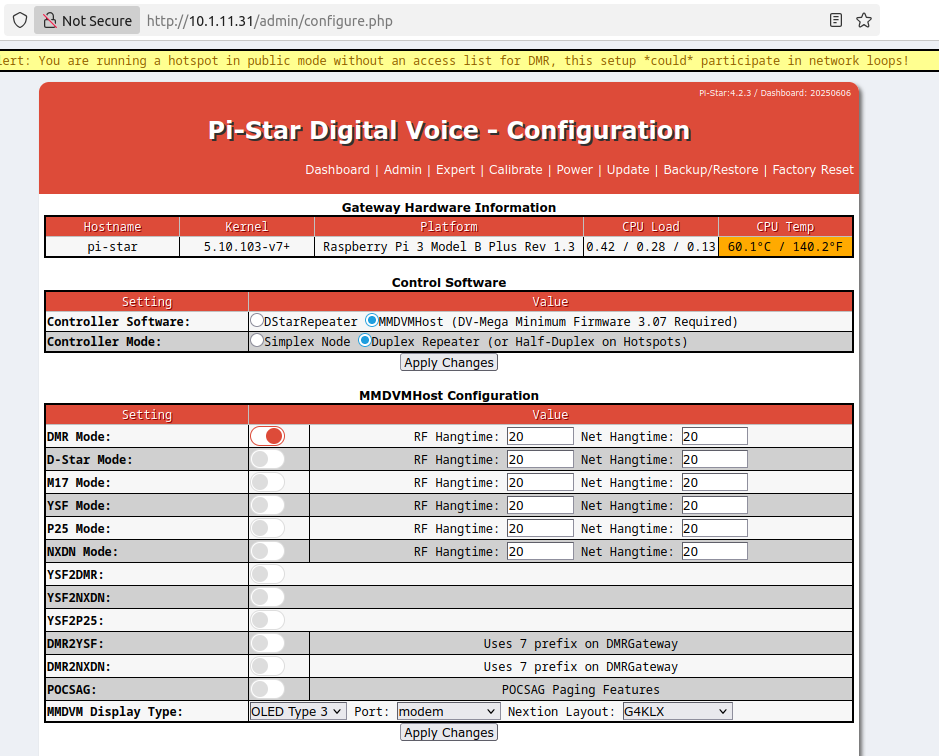 Not Secure http://10.1.11.31/admin/configure.php
lert: You are running a hotspot in public mode without an access list for DMR, this setup *could* participate in network loops!
Pi-Star:4.2.3 / Dashboard: 20250606
Pi-Star Digital Voice - Configuration
Dashboard | Admin | Expert | Calibrate | Power | Update | Backup/Restore | Factory Reset
Gateway Hardware Information
Hostname Kernel Platform CPU Load CPU Temp
pi-star 5.10.103-v7+ Raspberry Pi 3 Model B Plus Rev 1.3 0.42 / 0.28 / 0.13 60.1°C / 140.2°F
Control Software
Setting Value
Controller Software: DStarRepeater MMDVMHost (DV-Mega Minimum Firmware 3.07 Required)
Controller Mode: Simplex Node Duplex Repeater (or Half-Duplex on Hotspots)
Apply Changes
MMDVMHost Configuration
Setting Value
DMR Mode: RF Hangtime: 20 Net Hangtime: 20
D-Star Mode: RF Hangtime: 20 Net Hangtime: 20
M17 Mode: RF Hangtime: 20 Net Hangtime: 20
YSF Mode: RF Hangtime: 20 Net Hangtime: 20
P25 Mode: RF Hangtime: 20 Net Hangtime: 20
NXDN Mode: RF Hangtime: 20 Net Hangtime: 20
YSF2DMR:
YSF2NXDN:
YSF2P25:
DMR2YSF: Uses 7 prefix on DMRGateway
DMR2NXDN: Uses 7 prefix on DMRGateway
POCSAG: POCSAG Paging Features
MMDVM Display Type: OLED Type 3 Port: modem Nextion Layout: G4KLX
Apply Changes